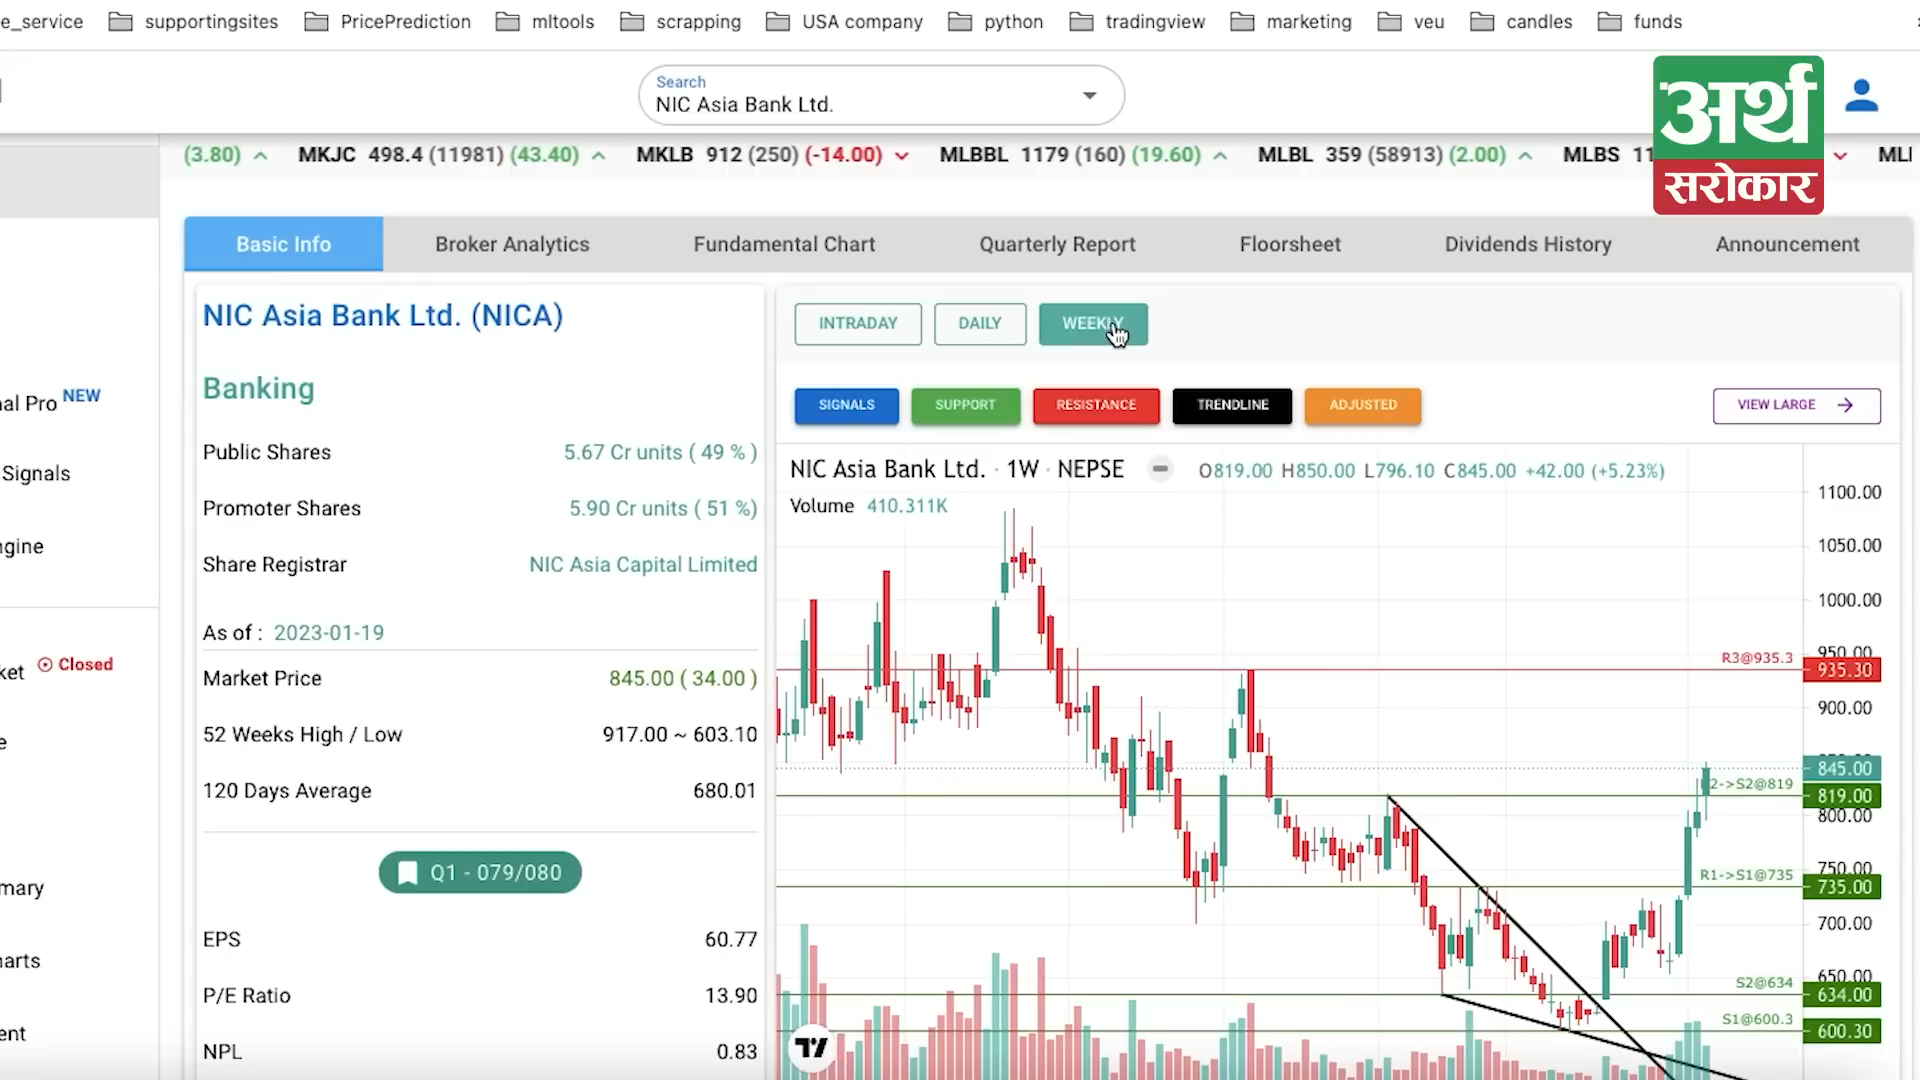 e_service supportingsites PricePrediction mltools scrapping USA company python tradingview marketing veu candles funds
Search
NIC Asia Bank Ltd.
अर्थ
सरोकार
(3.80) MKJC 498.4 (11981) (43.40) MKLB 912 (250) (-14.00) MLBBL 1179 (160) (19.60) MLBL 359 (58913) (2.00) MLBS 11
Basic Info Broker Analytics Fundamental Chart Quarterly Report Floorsheet Dividends History Announcement
NIC Asia Bank Ltd. (NICA)
Banking
Public Shares 5.67 Cr units ( 49 % )
Promoter Shares 5.90 Cr units ( 51 %)
Share Registrar NIC Asia Capital Limited
As of : 2023-01-19
Market Price 845.00 ( 34.00 )
52 Weeks High / Low 917.00 ~ 603.10
120 Days Average 680.01
Q1 - 079/080
EPS 60.77
P/E Ratio 13.90
NPL 0.83
al Pro NEW
Signals
gine
ket Closed
e
mary
arts
ent
INTRADAY DAILY WEEKLY
SIGNALS SUPPORT RESISTANCE TRENDLINE ADJUSTED VIEW LARGE
NIC Asia Bank Ltd. · 1W · NEPSE O819.00 H850.00 L796.10 C845.00 +42.00 (+5.23%)
Volume 410.311K
1100.00
1050.00
1000.00
950.00
R3@935.3 935.30
900.00
845.00
2->S2@819 819.00
800.00
750.00
R1->S1@735 735.00
700.00
650.00
S2@634 634.00
S1@600.3 600.30